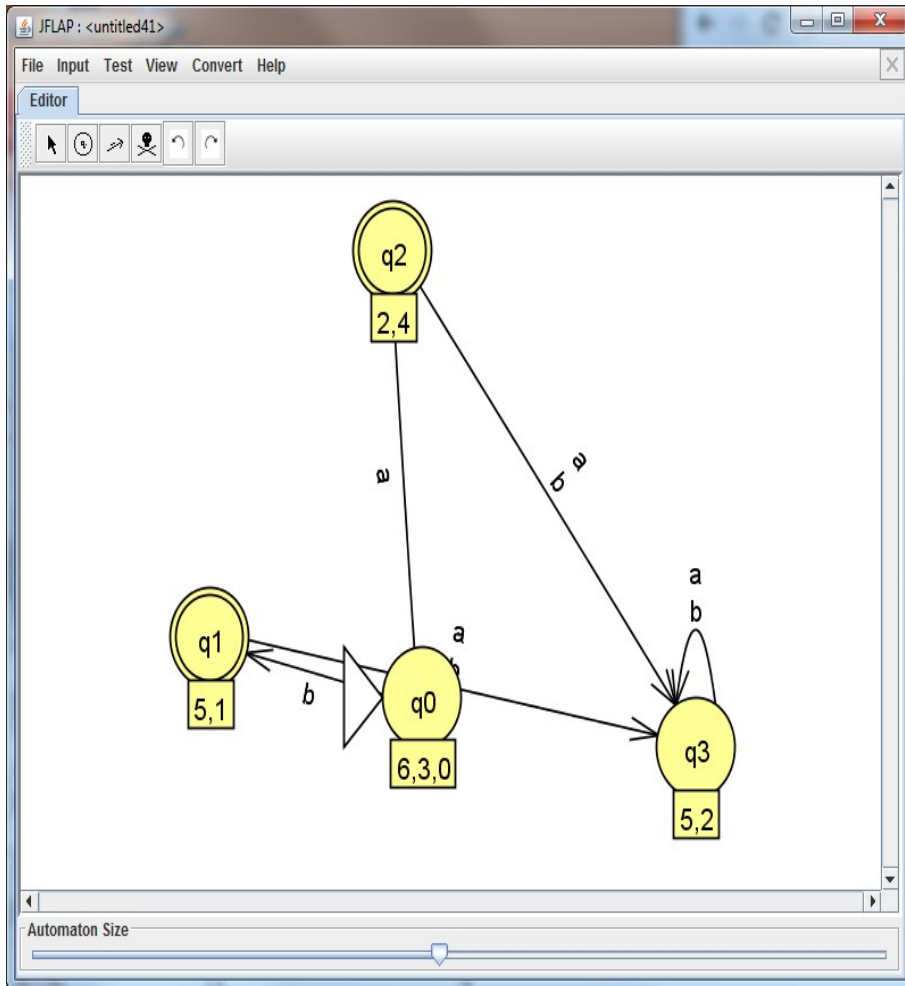 JFLAP : <untitled41>
File Input Test View Convert Help
Editor
q2
2,4
a
a
b
a
b
q1
5,1
b
q0
6,3,0
a
b
q3
5,2
Automaton Size